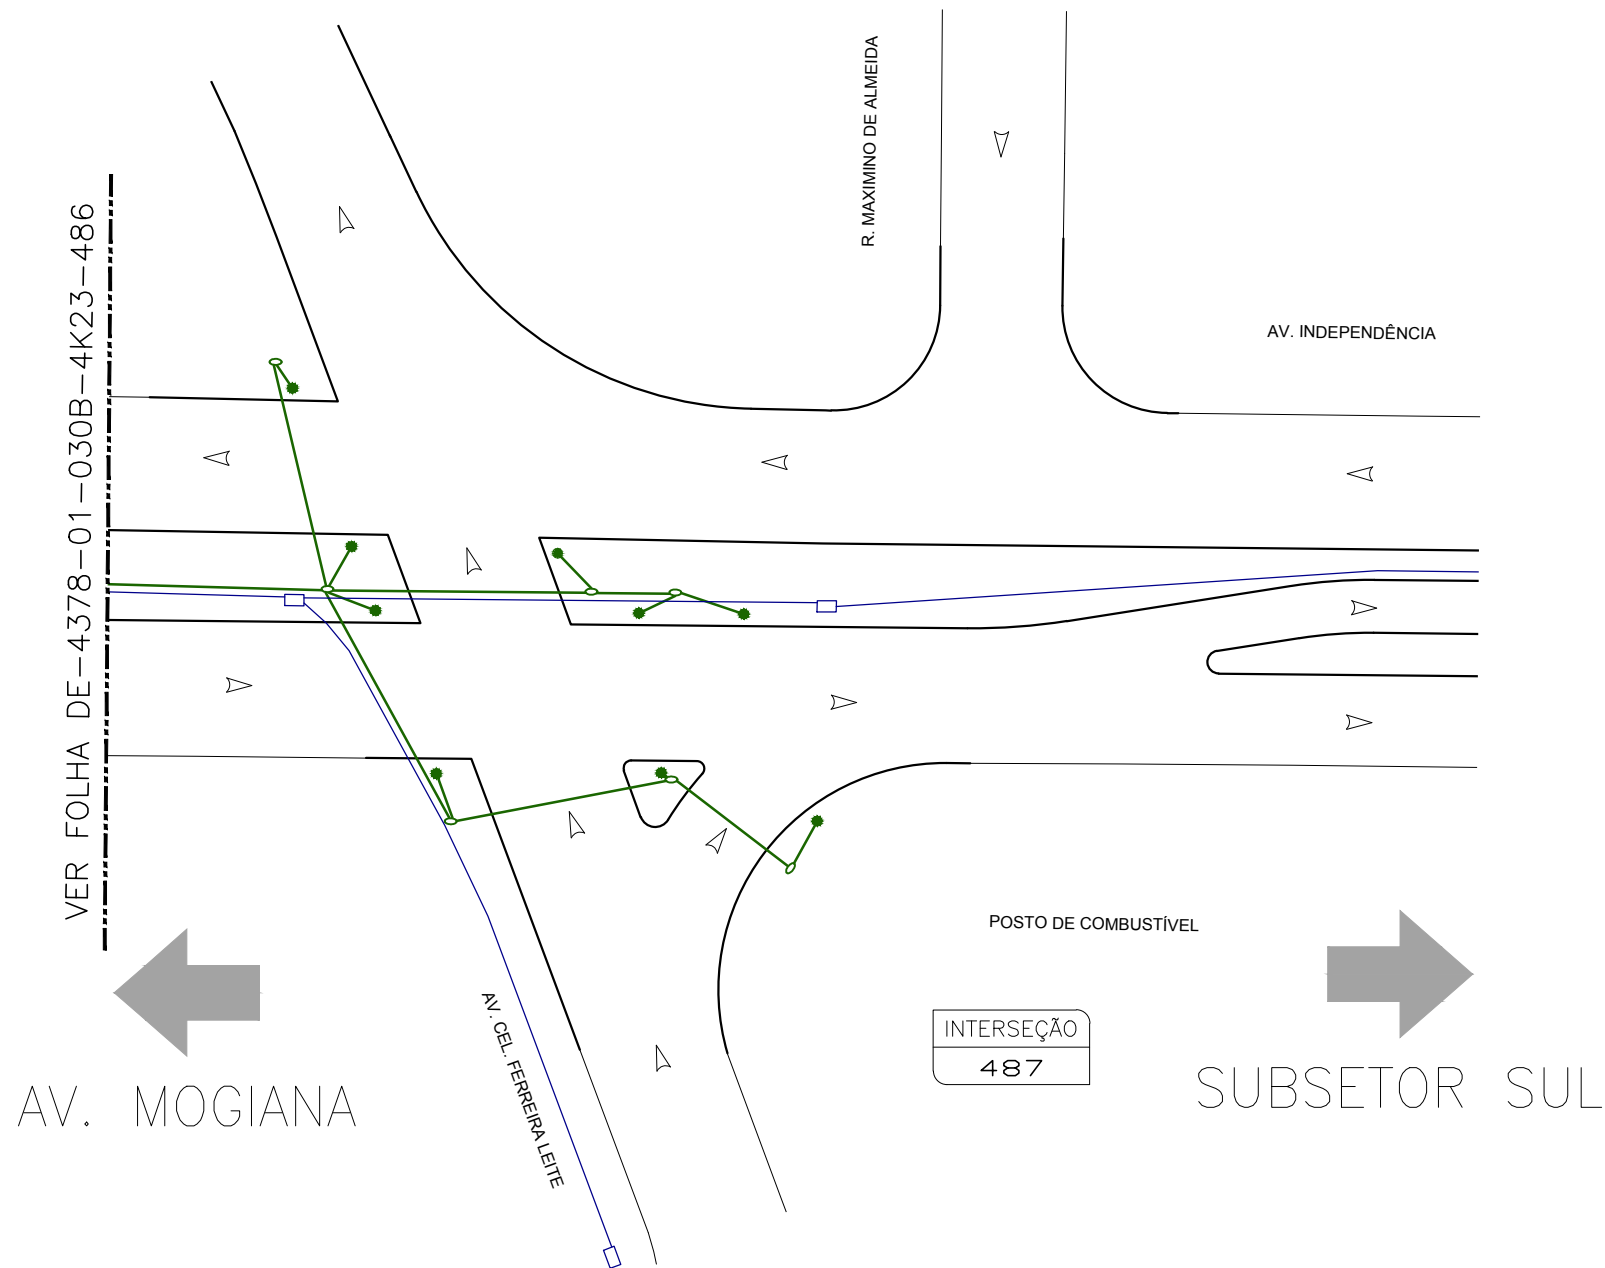 R. MAXIMINO DE ALMEIDA
AV. INDEPENDÊNCIA
VER FOLHA DE-4378-01-030B-4K23-486
POSTO DE COMBUSTÍVEL
AV. CEL. FERREIRA LEITE
INTERSEÇÃO
487
AV. MOGIANA
SUBSETOR SUL